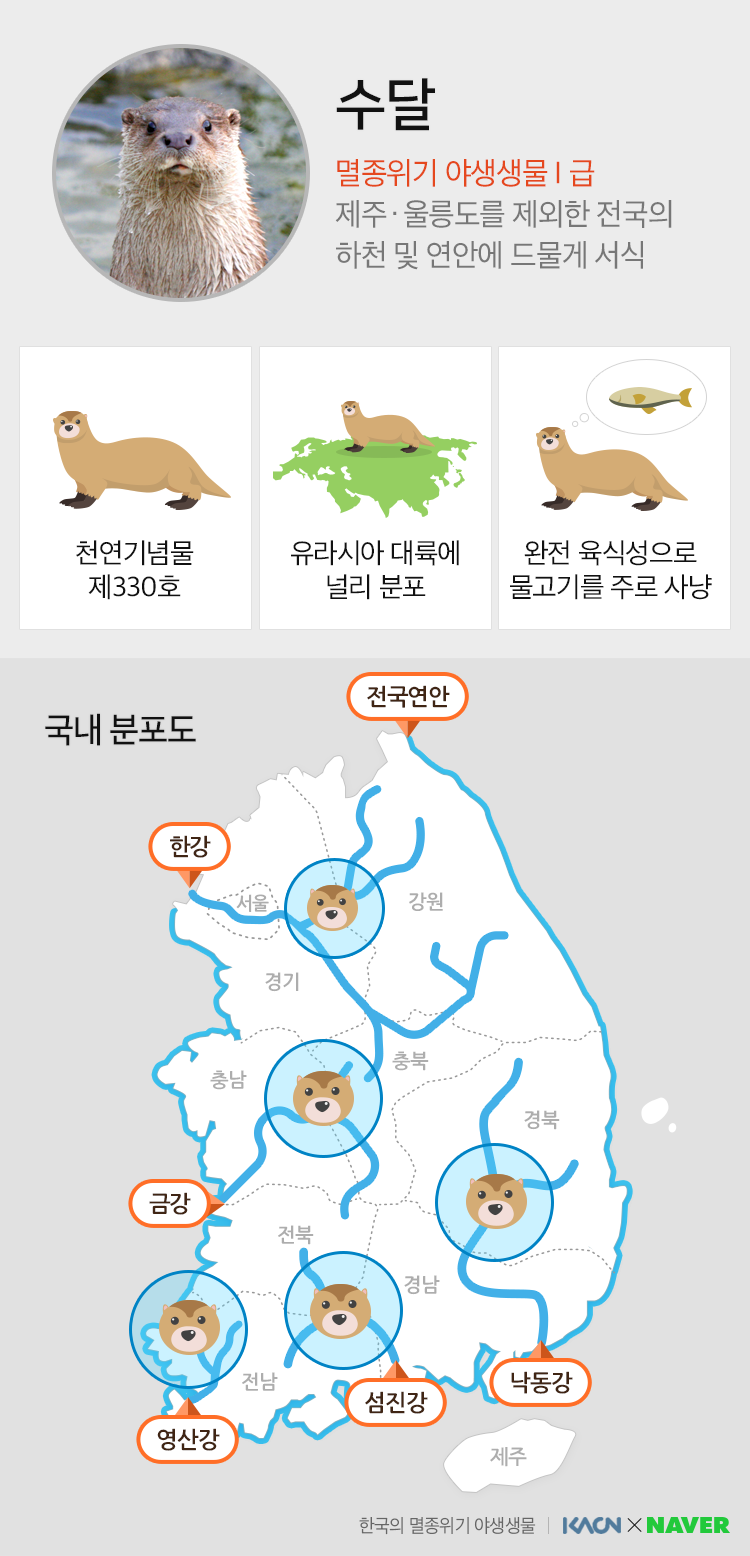 수달
멸종위기 야생생물 I 급
제주·울릉도를 제외한 전국의
하천 및 연안에 드물게 서식
천연기념물
제330호
유라시아 대륙에
널리 분포
완전 육식성으로
물고기를 주로 사냥
국내 분포도
전국연안
한강
서울
강원
경기
충북
충남
경북
금강
전북
경남
전남
낙동강
섬진강
영산강
제주
한국의 멸종위기 야생생물 | KACN × NAVER